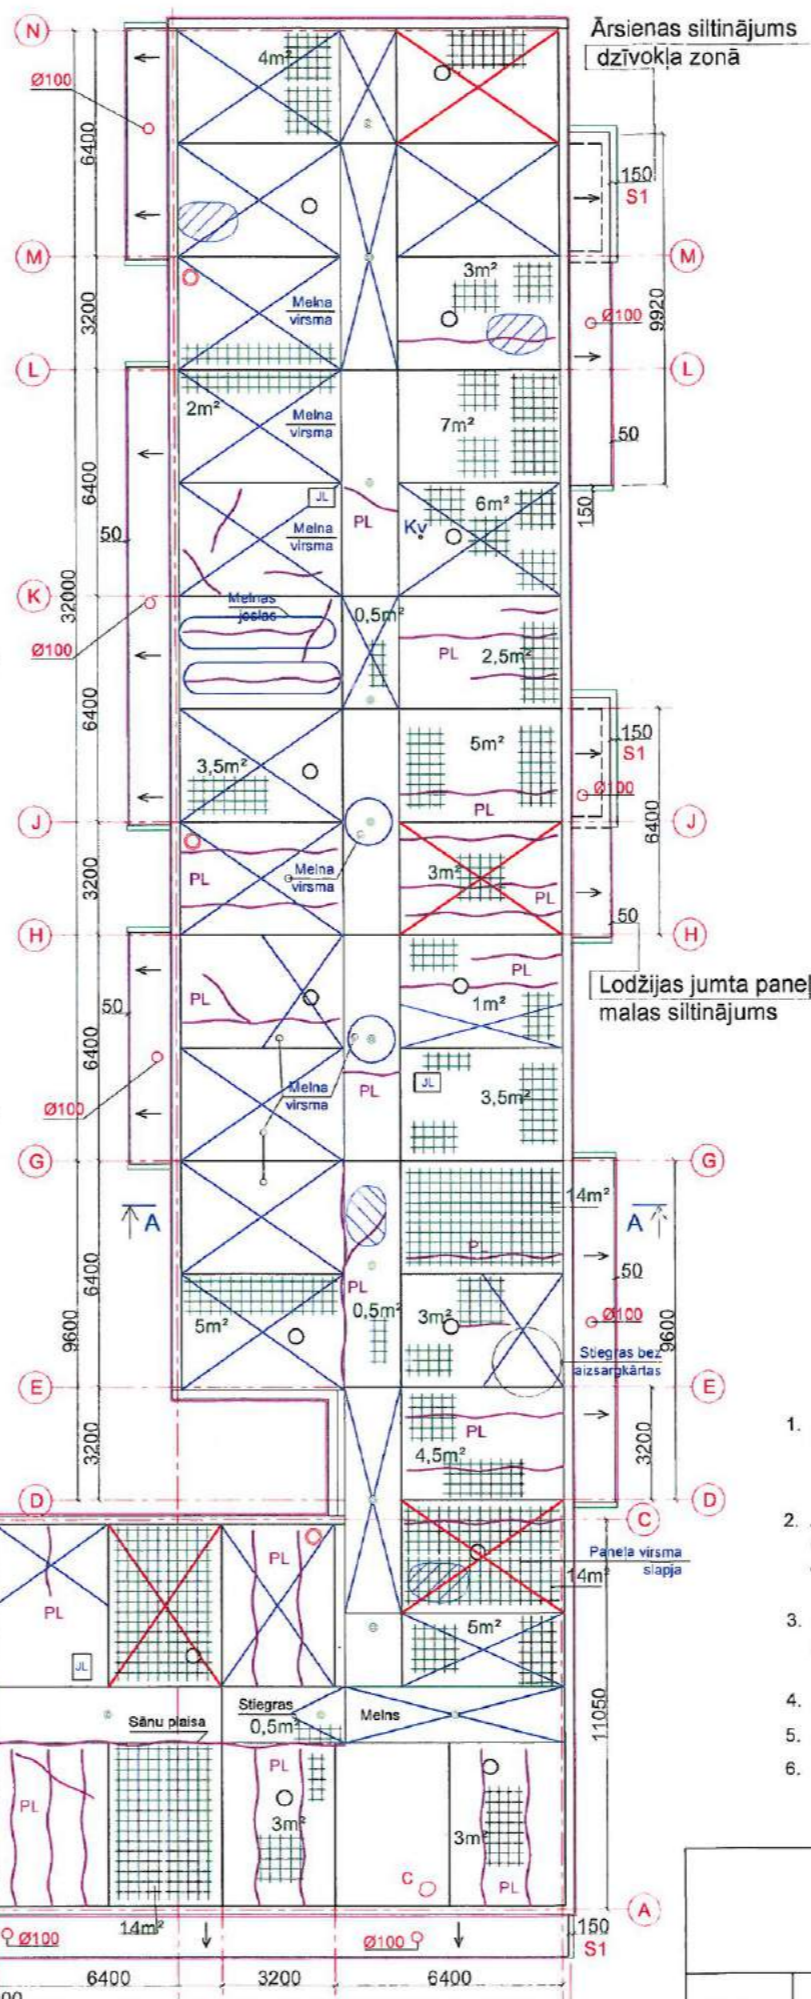 N
Ārsienas siltinājums
dzīvokļa zonā
4m²
Ø100
6400
150
S1
M
M
3200
3m²
Melna
virsma
Ø100
9920
L
L
2m²
Melna
virsma
7m²
50
6400
JL
PL
Kv
6m²
Melna
virsma
150
50
K
32000
Melnas
joslas
0,5m²
Ø100
PL
2,5m²
6400
3,5m²
5m²
150
S1
Ø100
PL
J
J
6400
3200
PL
Melna
virsma
3m²
PL
50
H
H
PL
PL
1m²
Lodžijas jumta paneļ
malas siltinājums
50
6400
Melna
virsma
PL
JL
3,5m²
Ø100
G
G
A
14m²
A
PL
50
6400
PL
9600
5m²
0,5m²
3m²
Ø100
9600
Stiegras bez
aizsargkārtas
E
E
3200
PL
4,5m²
3200
1.
D
D
C
2.
PL
Paneļa virsma
slapja
14m²
PL
5m²
3.
JL
Sānu plaisa
Stiegras
0,5m²
Melns
11050
4.
5.
6.
PL
PL
3m²
3m²
C
PL
A
14m²
Ø100
Ø100
150
S1
6400
3200
6400